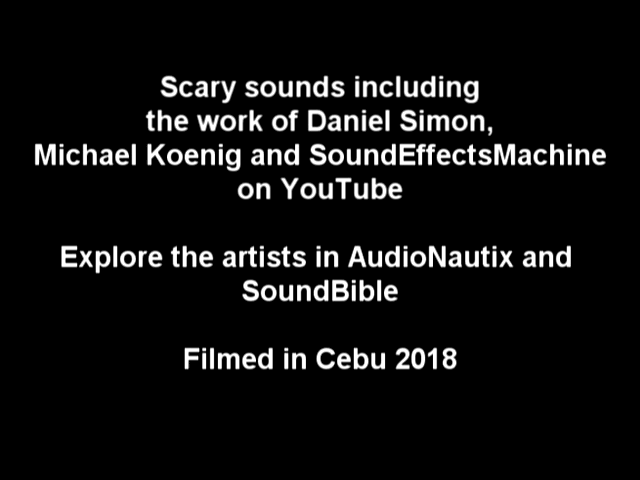 Scary sounds including
the work of Daniel Simon,
Michael Koenig and SoundEffectsMachine
on YouTube
Explore the artists in AudioNautix and
SoundBible
Filmed in Cebu 2018